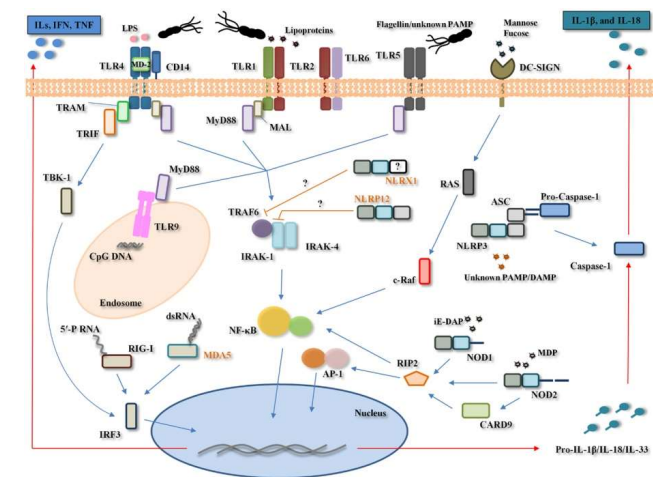 ILs, IFN, TNF
LPS
Lipoproteins
Flagellin/unknown PAMP
Mannose
Fucose
IL-1β, and IL-18
TLR4
MD-2
CD14
TLR1
TLR2
TLR6
TLR5
DC-SIGN
TRAM
TRIF
MyD88
MAL
TBK-1
MyD88
TLR9
CpG DNA
Endosome
?
?
NLRX1
?
NLRP12
TRAF6
IRAK-1
IRAK-4
RAS
ASC
Pro-Caspase-1
NLRP3
Unknown PAMP/DAMP
Caspase-1
c-Raf
5'-P RNA
RIG-I
dsRNA
MDA5
NF-κB
AP-1
iE-DAP
NOD1
RIP2
MDP
NOD2
CARD9
IRF3
Nucleus
Pro-IL-1β/IL-18/IL-33